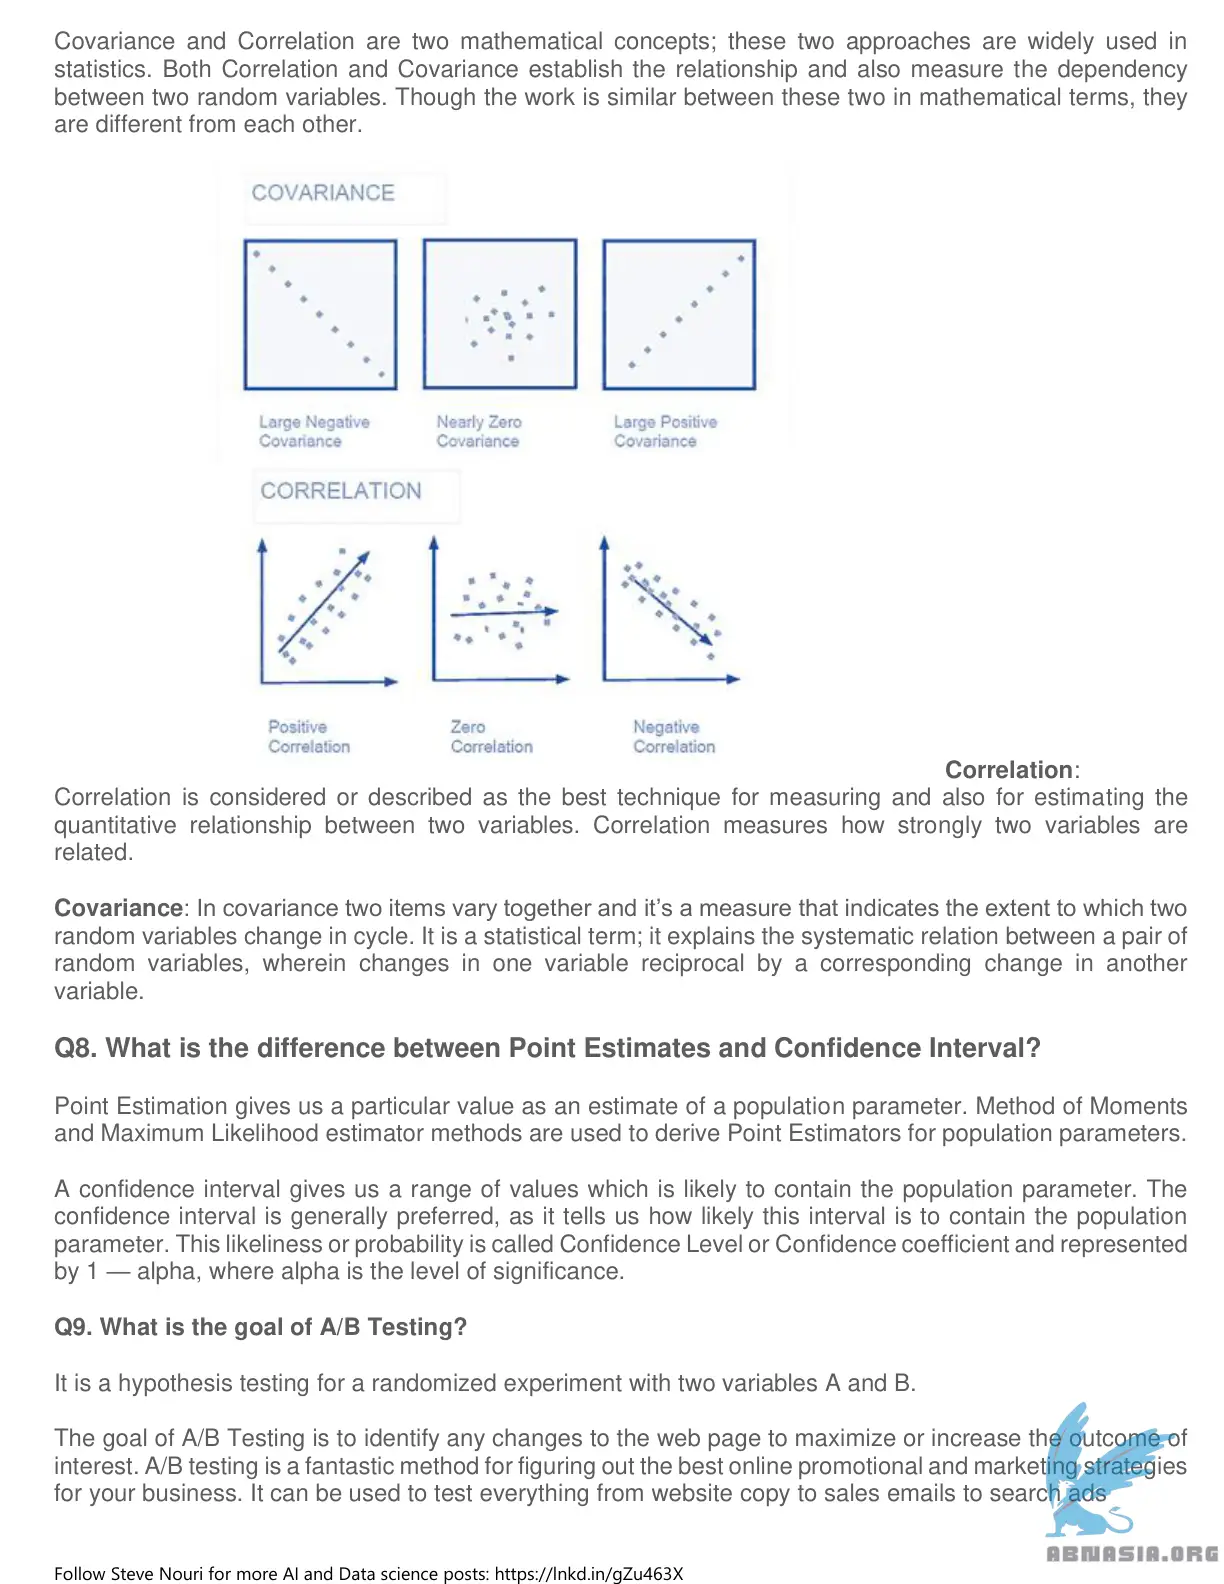 Covariance and Correlation are two mathematical concepts; these two approaches are widely used in
statistics. Both Correlation and Covariance establish the relationship and also measure the dependency
between two random variables. Though the work is similar between these two in mathematical terms, they
are different from each other.
COVARIANCE
Large Negative
Covariance
Nearly Zero
Covariance
Large Positive
Covariance
CORRELATION
Positive
Correlation
Zero
Correlation
Negative
Correlation
Correlation:
Correlation is considered or described as the best technique for measuring and also for estimating the
quantitative relationship between two variables. Correlation measures how strongly two variables are
related.
Covariance: In covariance two items vary together and it’s a measure that indicates the extent to which two
random variables change in cycle. It is a statistical term; it explains the systematic relation between a pair of
random variables, wherein changes in one variable reciprocal by a corresponding change in another
variable.
Q8. What is the difference between Point Estimates and Confidence Interval?
Point Estimation gives us a particular value as an estimate of a population parameter. Method of Moments
and Maximum Likelihood estimator methods are used to derive Point Estimators for population parameters.
A confidence interval gives us a range of values which is likely to contain the population parameter. The
confidence interval is generally preferred, as it tells us how likely this interval is to contain the population
parameter. This likeliness or probability is called Confidence Level or Confidence coefficient and represented
by 1 — alpha, where alpha is the level of significance.
Q9. What is the goal of A/B Testing?
It is a hypothesis testing for a randomized experiment with two variables A and B.
The goal of A/B Testing is to identify any changes to the web page to maximize or increase the outcome of
interest. A/B testing is a fantastic method for figuring out the best online promotional and marketing strategies
for your business. It can be used to test everything from website copy to sales emails to search ads
ABNASIA.ORG
Follow Steve Nouri for more AI and Data science posts: https://lnkd.in/gZu463X